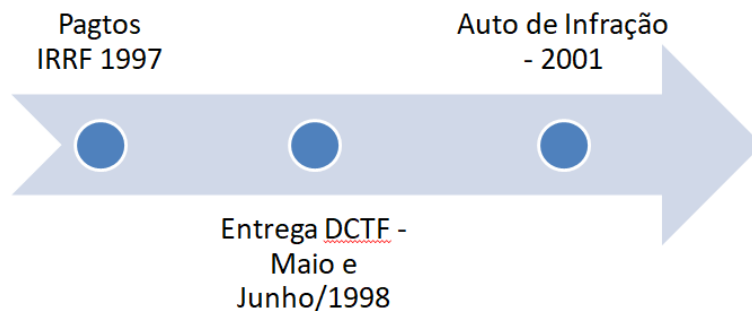 Pagtos
IRRF 1997
Entrega DCTF -
Maio e
Junho/1998
Auto de Infração
- 2001